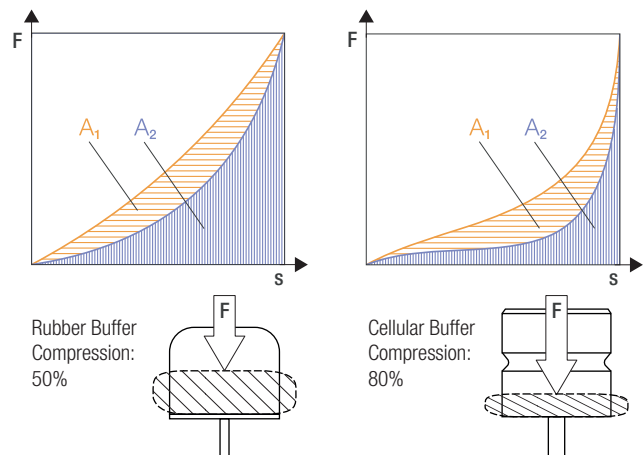 F
A₁
A₂
s
F
A₁
A₂
s
Rubber Buffer
Compression:
50%
F
Cellular Buffer
Compression:
80%
F